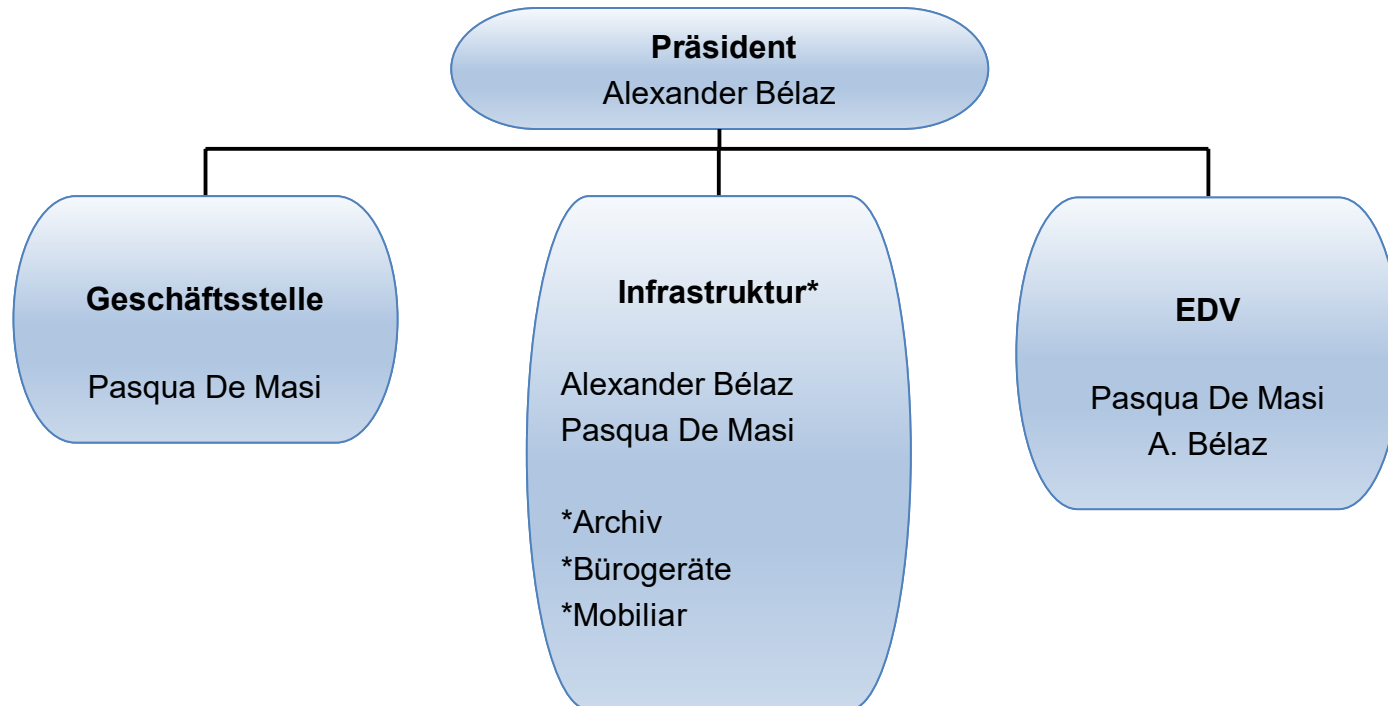 Präsident
Alexander Bélaz
Geschäftsstelle
Pasqua De Masi
Infrastruktur*
Alexander Bélaz
Pasqua De Masi
*Archiv
*Bürogeräte
*Mobiliar
EDV
Pasqua De Masi
A. Bélaz